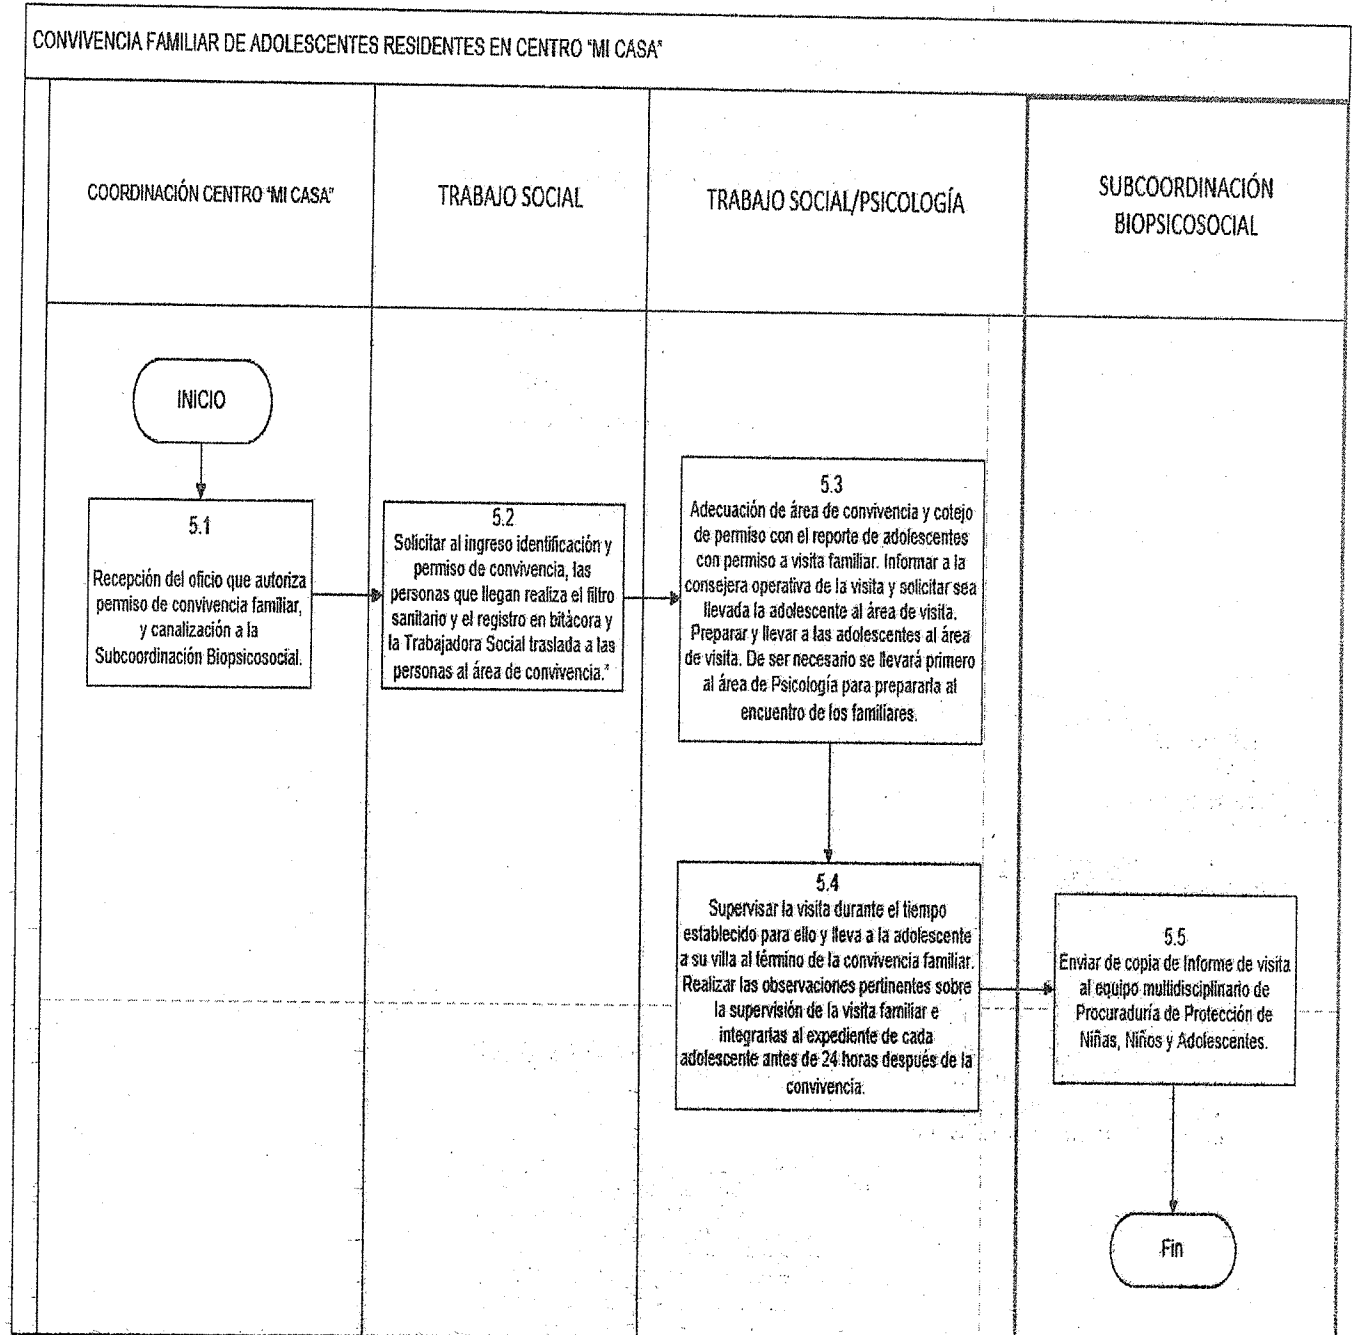 CONVIVENCIA FAMILIAR DE ADOLESCENTES RESIDENTES EN CENTRO "MI CASA"
COORDINACIÓN CENTRO "MI CASA"
TRABAJO SOCIAL
TRABAJO SOCIAL/PSICOLOGÍA
SUBCOORDINACIÓN
BIOPSICOSOCIAL
INICIO
5.1
Recepción del oficio que autoriza
permiso de convivencia familiar,
y canalización a la
Subcoordinación Biopsicosocial.
5.2
Solicitar al ingreso identificación y
permiso de convivencia, las
personas que llegan realiza el filtro
sanitario y el registro en bitácora y
la Trabajadora Social traslada a las
personas al área de convivencia."
5.3
Adecuación de área de convivencia y cotejo
de permiso con el reporte de adolescentes
con permiso a visita familiar. Informar a la
consejera operativa de la visita y solicitar sea
llevada la adolescente al área de visita.
Preparar y llevar a las adolescentes al área
de visita. De ser necesario se llevará primero
al área de Psicología para prepararla al
encuentro de los familiares.
5.4
Supervisar la visita durante el tiempo
establecido para ello y lleva a la adolescente
a su villa al término de la convivencia familiar.
Realizar las observaciones pertinentes sobre
la supervisión de la visita familiar e
integrarlas al expediente de cada
adolescente antes de 24 horas después de la
convivencia.
5.5
Enviar de copia de Informe de visita
al equipo multidisciplinario de
Procuraduría de Protección de
Niñas, Niños y Adolescentes.
Fin